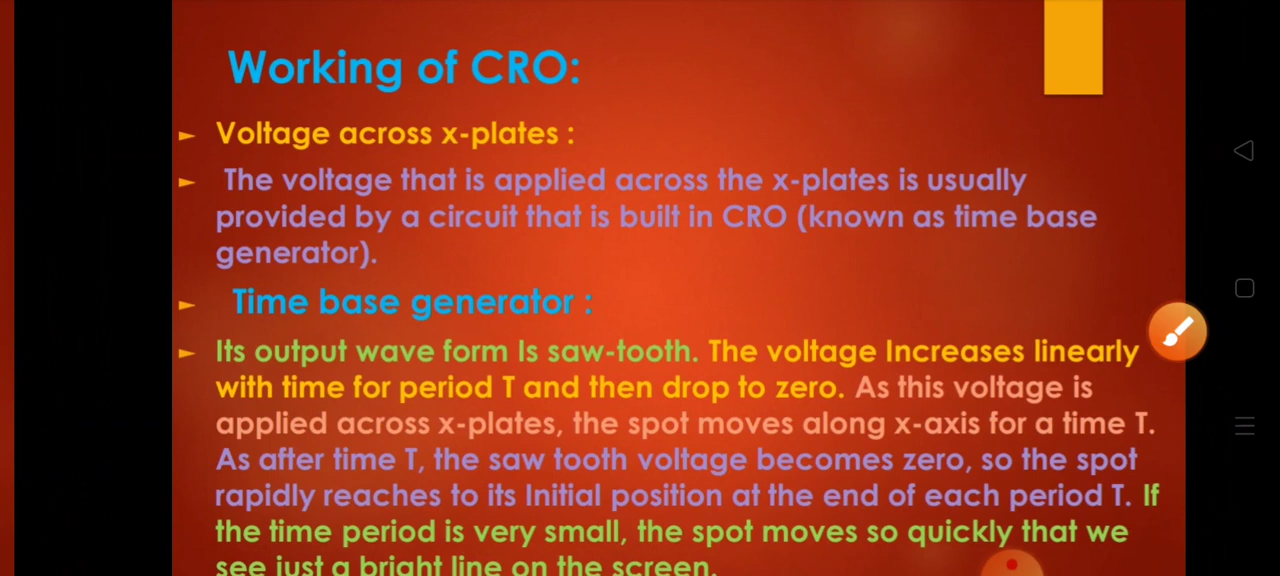 Working of CRO:
► Voltage across x-plates :
► The voltage that is applied across the x-plates is usually
provided by a circuit that is built in CRO (known as time base
generator).
► Time base generator :
► Its output wave form Is saw-tooth. The voltage Increases linearly
with time for period T and then drop to zero. As this voltage is
applied across x-plates, the spot moves along x-axis for a time T.
As after time T, the saw tooth voltage becomes zero, so the spot
rapidly reaches to its Initial position at the end of each period T. If
the time period is very small, the spot moves so quickly that we
see just a bright line on the screen.